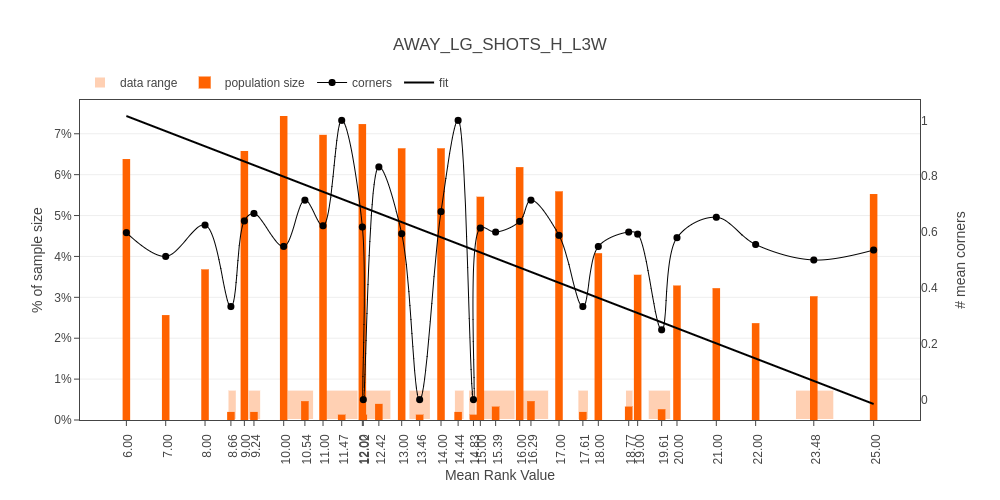 AWAY_LG_SHOTS_H_L3W
data range population size corners fit
7%
6%
5%
4%
3%
2%
1%
0%
1
0.8
0.6
0.4
0.2
0
% of sample size
# mean corners
6.00 7.00 8.00 8.66 9.00 9.24 10.00 10.54 11.00 11.47 12.00 12.42 13.00 13.46 14.00 14.44 14.83 15.00 15.39 16.00 16.29 17.00 17.61 18.00 18.77 19.00 19.61 20.00 21.00 22.00 23.48 25.00
Mean Rank Value